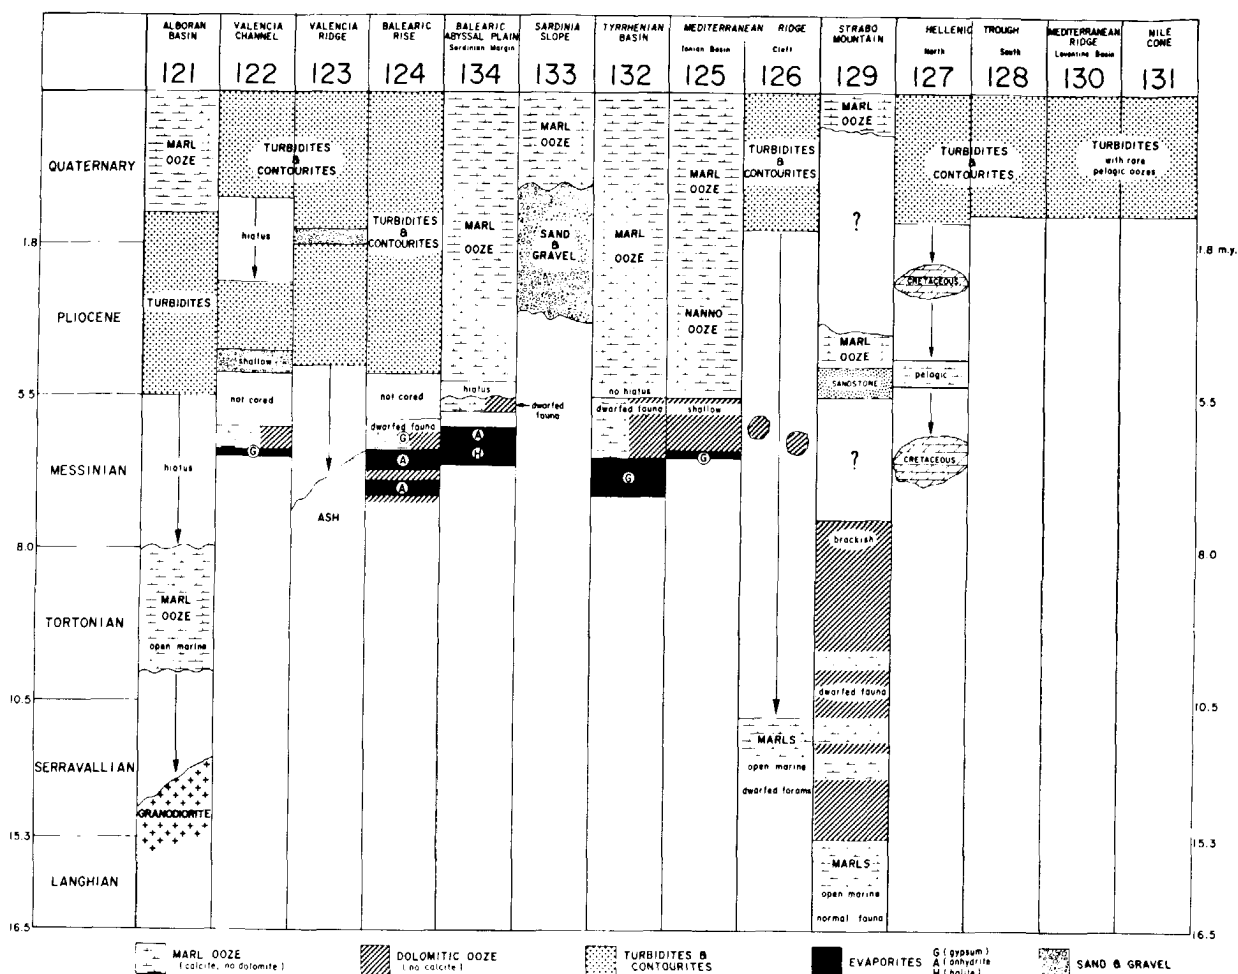 ALBORAN BASIN
121
VALENCIA CHANNEL
122
VALENCIA RIDGE
123
BALEARIC RISE
124
BALEARIC ABYSSAL PLAIN
Sardinian Margin
134
SARDINIA SLOPE
133
TYRRHENIAN BASIN
132
MEDITERRANEAN RIDGE
Ionian Basin
125
Cleft
126
STRABO MOUNTAIN
129
HELLENIC TROUGH
North
127
South
128
MEDITERRANEAN RIDGE
Levantine Basin
130
NILE CONE
131
QUATERNARY
1.8
PLIOCENE
5.5
MESSINIAN
8.0
TORTONIAN
10.5
SERRAVALLIAN
15.3
LANGHIAN
16.5
MARL OOZE
TURBIDITES
hiatus
MARL OOZE
open marine
GRANODIORITE
TURBIDITES & CONTOURITES
hiatus
shallow
not cored
G
ASH
TURBIDITES & CONTOURITES
not cored
dwarfed fauna
G
A
A
MARL OOZE
hiatus
dwarfed fauna
A
H
MARL OOZE
SAND & GRAVEL
MARL OOZE
no hiatus
dwarfed fauna
G
MARL OOZE
NANNO OOZE
shallow
G
TURBIDITES & CONTOURITES
MARLS
open marine
dwarfed forams
MARL OOZE
?
MARL OOZE
SANDSTONE
?
brackish
dwarfed fauna
MARLS
open marine
normal fauna
TURBIDITES & CONTOURITES
CRETACEOUS
pelagic
CRETACEOUS
TURBIDITES
with rare pelagic oozes
1.8 m.y.
5.5
8.0
10.5
15.3
16.5
MARL OOZE
(calcite, no dolomite)
DOLOMITIC OOZE
(no calcite)
TURBIDITES & CONTOURITES
EVAPORITES
G (gypsum)
A (anhydrite)
H (halite)
SAND & GRAVEL